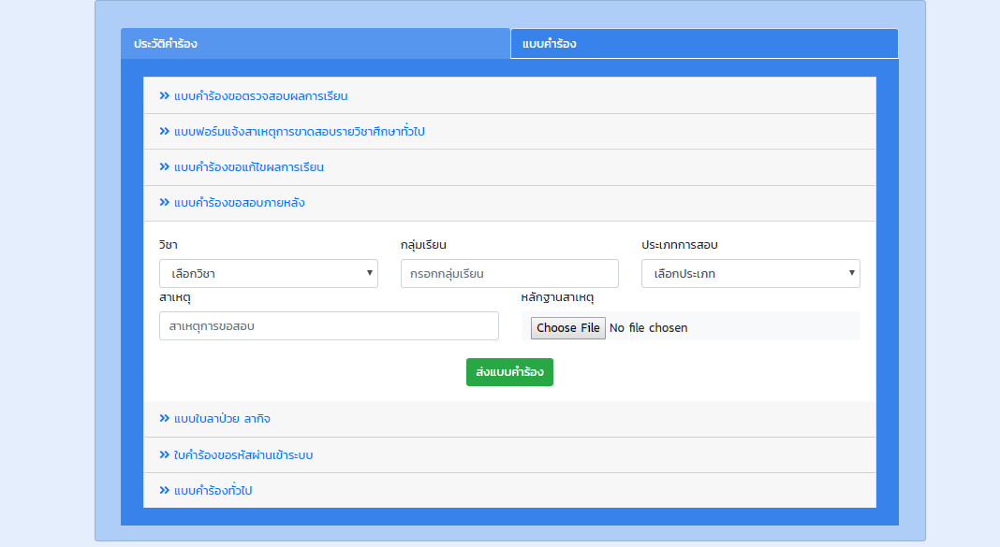 ประวัติคำร้อง
แบบคำร้อง
แบบคำร้องขอตรวจสอบผลการเรียน
แบบฟอร์มแจ้งสาเหตุการขาดสอบรายวิชาศึกษาทั่วไป
แบบคำร้องขอแก้ไขผลการเรียน
แบบคำร้องขอสอบภายหลัง
วิชา กลุ่มเรียน ประเภทการสอบ
เลือกวิชา กรอกกลุ่มเรียน เลือกประเภท
สาเหตุ หลักฐานสาเหตุ
สาเหตุการขอสอบ Choose File No file chosen
ส่งแบบคำร้อง
แบบใบลาป่วย ลากิจ
ใบคำร้องขอรหัสผ่านเข้าระบบ
แบบคำร้องทั่วไป